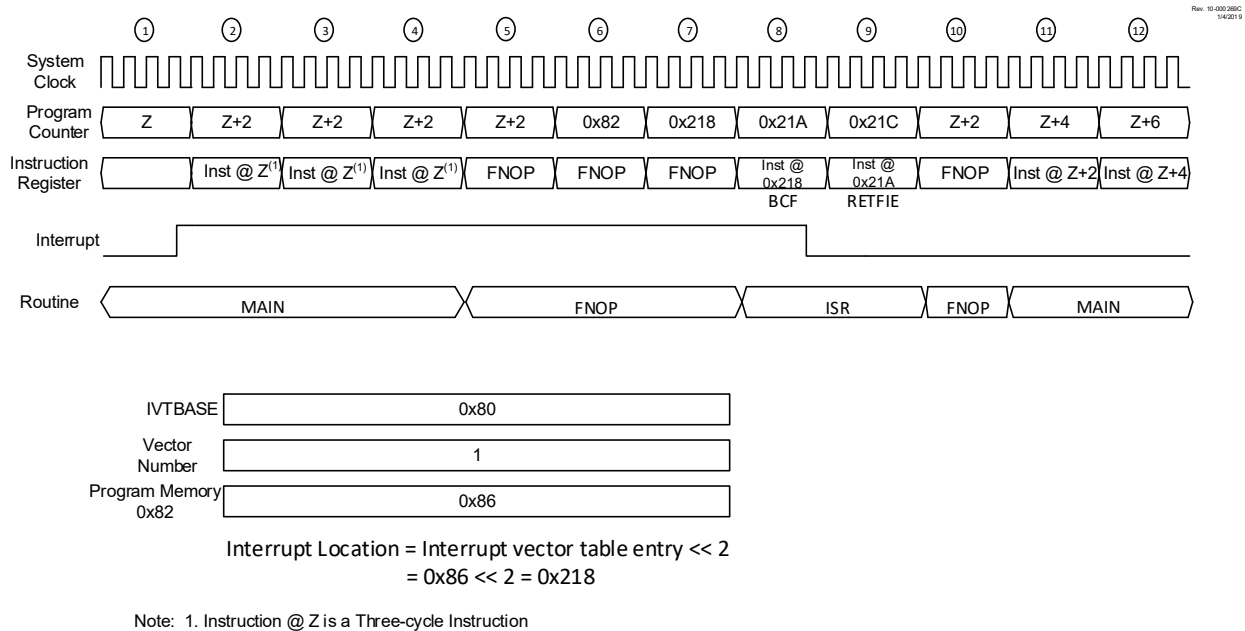 Rev. 10-000269C
1/4/2019
1 2 3 4 5 6 7 8 9 10 11 12
System
Clock
Program
Counter
Z Z+2 Z+2 Z+2 Z+2 0x82 0x218 0x21A 0x21C Z+2 Z+4 Z+6
Instruction
Register
Inst @ Z(1) Inst @ Z(1) Inst @ Z(1) FNOP FNOP FNOP Inst @ 0x218 Inst @ 0x21A FNOP Inst @ Z+2 Inst @ Z+4
BCF RETFIE
Interrupt
Routine MAIN FNOP ISR FNOP MAIN
IVTBASE 0x80
Vector
Number
1
Program Memory
0x82
0x86
Interrupt Location = Interrupt vector table entry << 2
= 0x86 << 2 = 0x218
Note: 1. Instruction @ Z is a Three-cycle Instruction